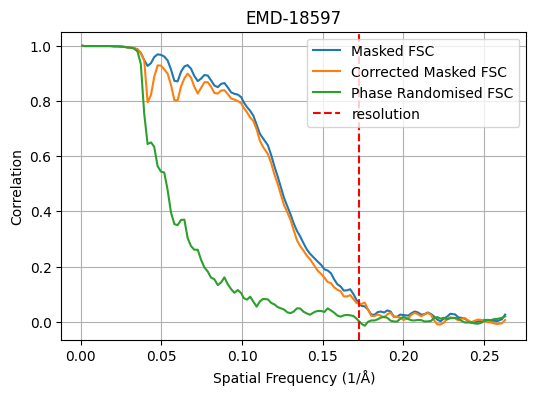 EMD-18597
Masked FSC
Corrected Masked FSC
Phase Randomised FSC
resolution
Correlation
1.0
0.8
0.6
0.4
0.2
0.0
0.00 0.05 0.10 0.15 0.20 0.25
Spatial Frequency (1/Å)